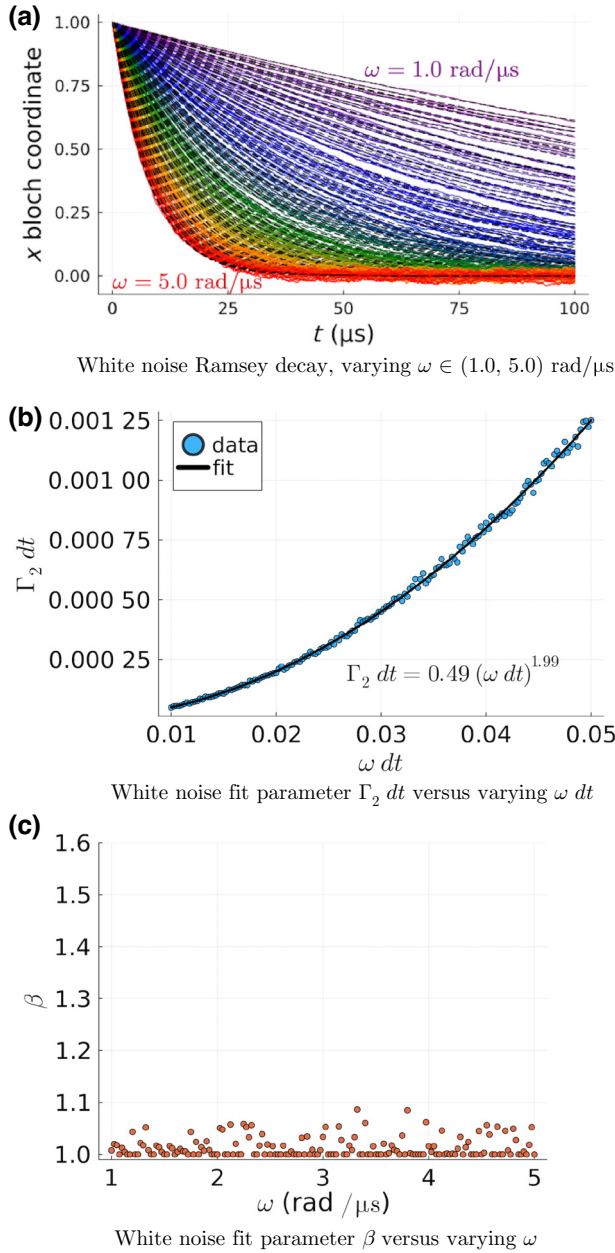 (a)
1.00
0.75
0.50
0.25
0.00
x bloch coordinate
ω = 1.0 rad/μs
ω = 5.0 rad/μs
0 25 50 75 100
t (μs)
White noise Ramsey decay, varying ω ∈ (1.0, 5.0) rad/μs
(b)
0.001 25
0.001 00
0.000 75
0.000 50
0.000 25
Γ₂ dt
data
fit
Γ₂ dt = 0.49 (ω dt)^1.99
0.01 0.02 0.03 0.04 0.05
ω dt
White noise fit parameter Γ₂ dt versus varying ω dt
(c)
1.6
1.5
1.4
1.3
1.2
1.1
1.0
β
1 2 3 4 5
ω (rad /μs)
White noise fit parameter β versus varying ω